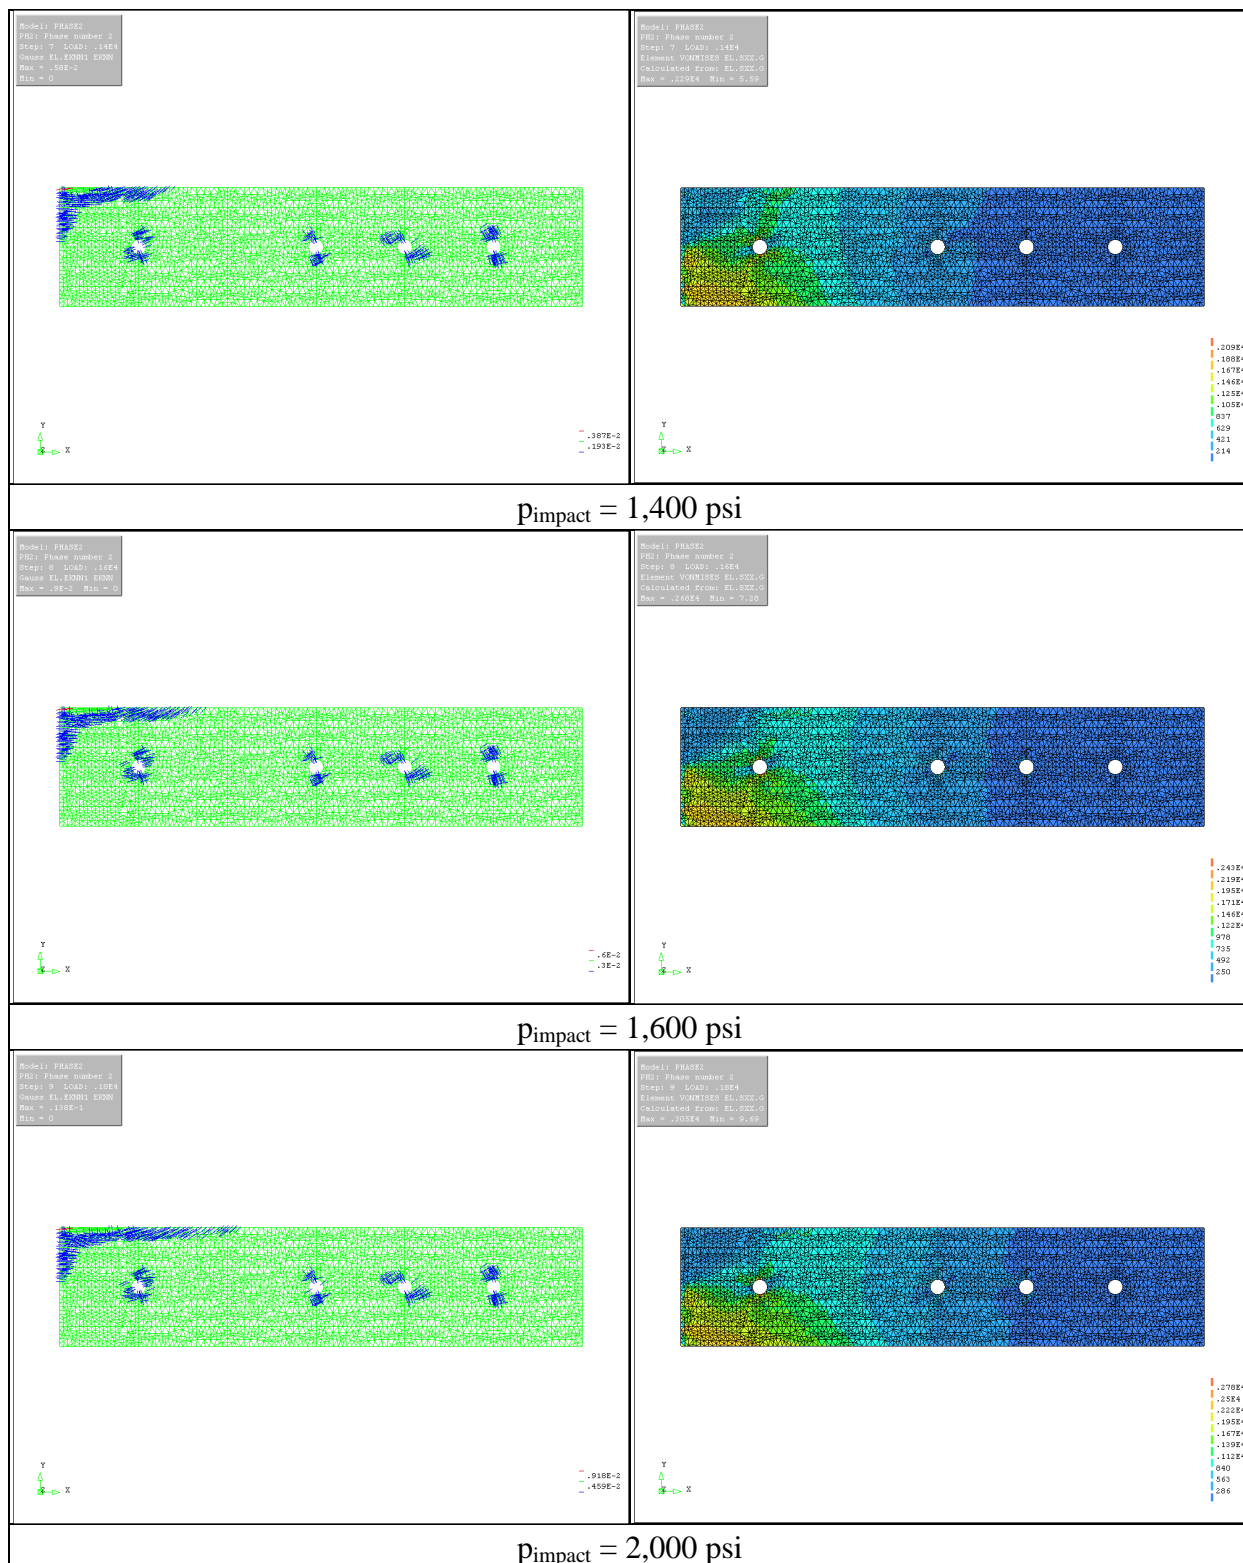 Model: PHASE2
PH2: Phase number 2
Step: 7 LOAD: .14E4
Gauss EL.EKNN1 EKNN
Max = .58E-2
Min = 0
Y
Z X
.387E-2
.193E-2
Model: PHASE2
PH2: Phase number 2
Step: 7 LOAD: .14E4
Element VONMISES EL.SXX.G
Calculated from: EL.SXX.G
Max = .229E4 Min = 5.59
Y
Z X
.209E4
.188E4
.167E4
.146E4
.125E4
.105E4
837
629
421
214
pimpact = 1,400 psi
Model: PHASE2
PH2: Phase number 2
Step: 8 LOAD: .16E4
Gauss EL.EKNN1 EKNN
Max = .9E-2 Min = 0
Y
Z X
.6E-2
.3E-2
Model: PHASE2
PH2: Phase number 2
Step: 8 LOAD: .16E4
Element VONMISES EL.SXX.G
Calculated from: EL.SXX.G
Max = .268E4 Min = 7.28
Y
Z X
.243E4
.219E4
.195E4
.171E4
.146E4
.122E4
978
735
492
250
pimpact = 1,600 psi
Model: PHASE2
PH2: Phase number 2
Step: 9 LOAD: .18E4
Gauss EL.EKNN1 EKNN
Max = .138E-1
Min = 0
Y
Z X
.918E-2
.459E-2
Model: PHASE2
PH2: Phase number 2
Step: 9 LOAD: .18E4
Element VONMISES EL.SXX.G
Calculated from: EL.SXX.G
Max = .305E4 Min = 9.69
Y
Z X
.278E4
.25E4
.222E4
.195E4
.167E4
.139E4
.112E4
840
563
286
pimpact = 2,000 psi